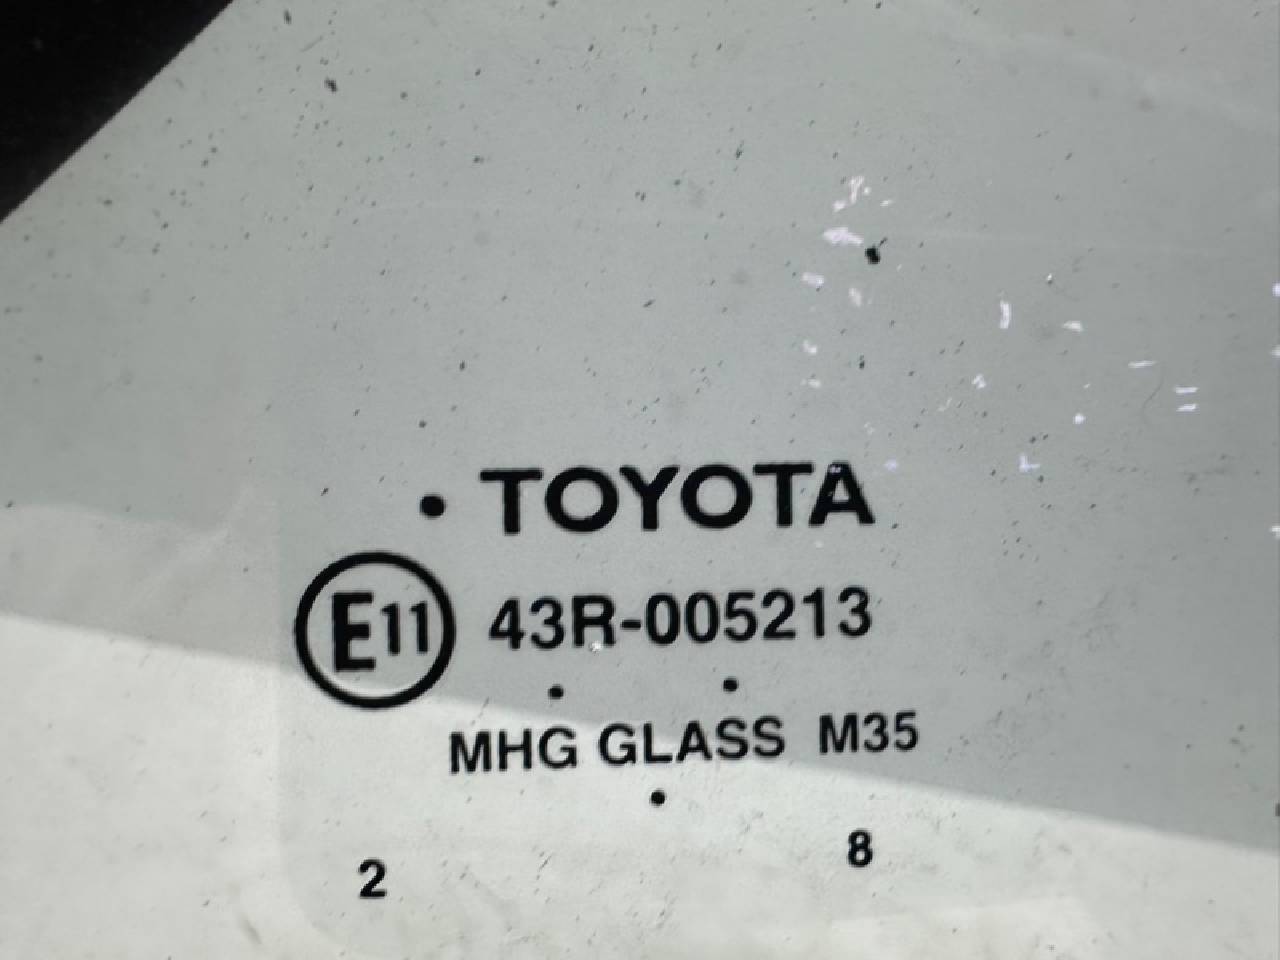 • TOYOTA
E11 43R-005213
• •
MHG GLASS M35
•
2 8